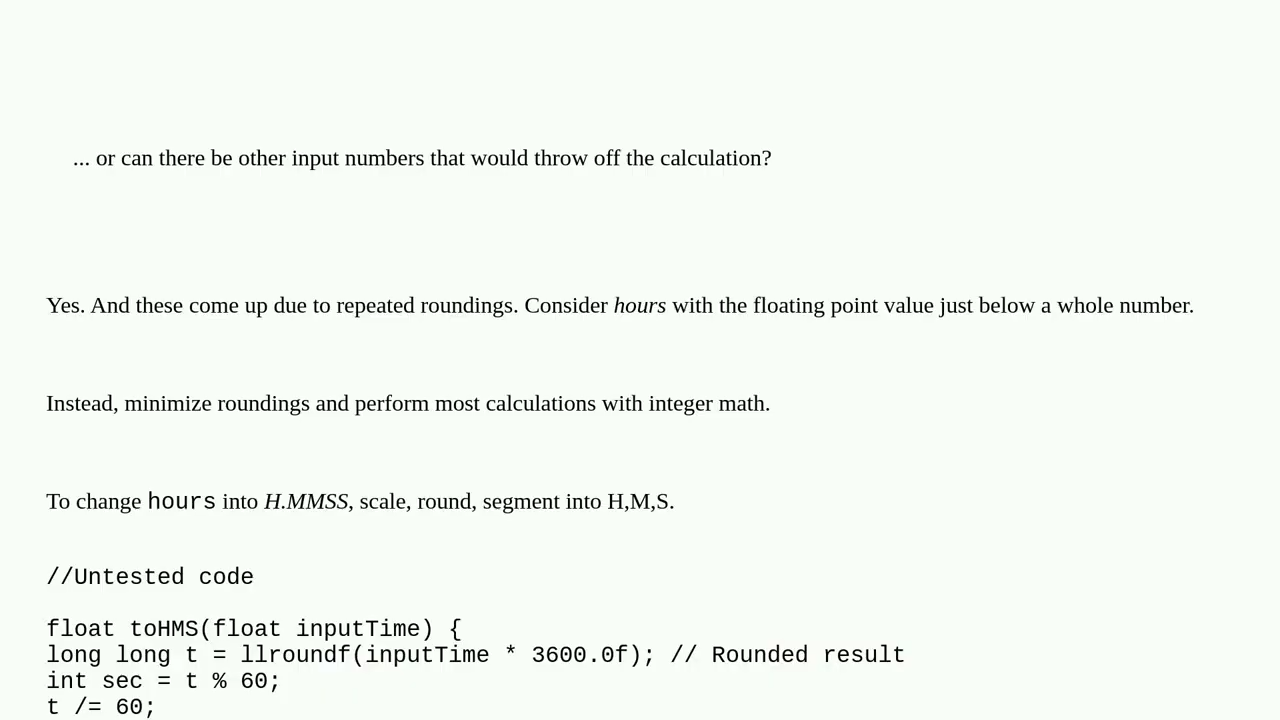 ... or can there be other input numbers that would throw off the calculation?
Yes. And these come up due to repeated roundings. Consider hours with the floating point value just below a whole number.
Instead, minimize roundings and perform most calculations with integer math.
To change hours into H.MMSS, scale, round, segment into H,M,S.
//Untested code
float toHMS(float inputTime) {
long long t = llroundf(inputTime * 3600.0f); // Rounded result
int sec = t % 60;
t /= 60;